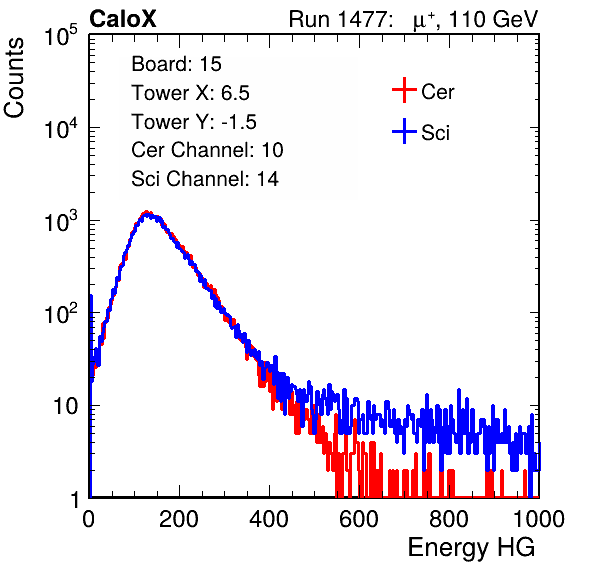 CaloX Run 1477: μ⁺, 110 GeV
Counts
10⁵
10⁴
10³
10²
10
1
Board: 15
Tower X: 6.5
Tower Y: -1.5
Cer Channel: 10
Sci Channel: 14
Cer
Sci
0 200 400 600 800 1000
Energy HG